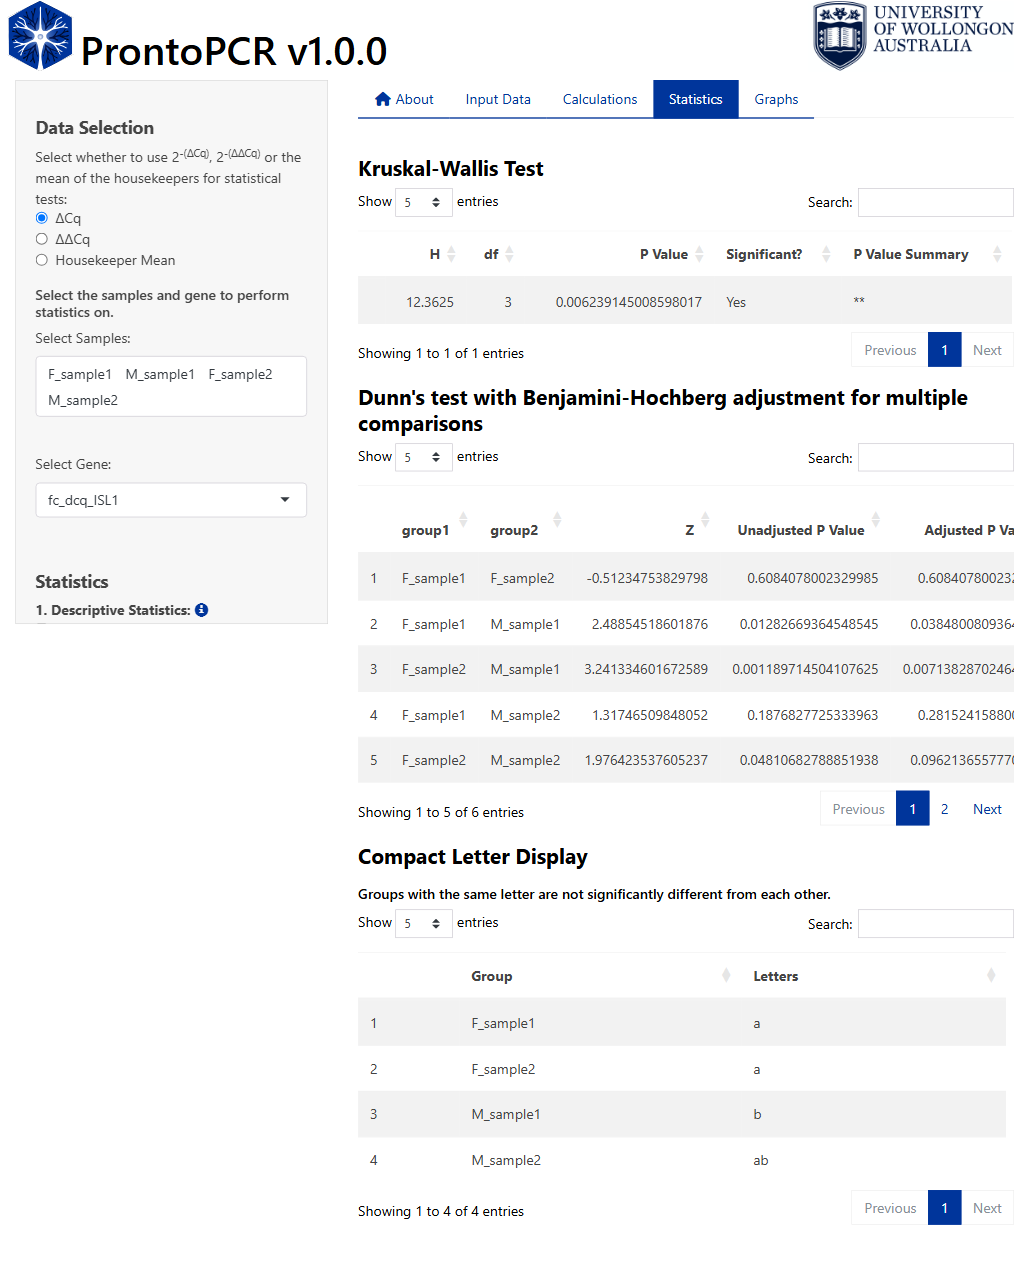 ProntoPCR v1.0.0
UNIVERSITY
OF WOLLONGONG
AUSTRALIA
Data Selection
Select whether to use 2-(ΔCq), 2-(ΔΔCq) or the
mean of the housekeepers for statistical
tests:
ΔCq
ΔΔCq
Housekeeper Mean
Select the samples and gene to perform
statistics on.
Select Samples:
F_sample1 M_sample1 F_sample2
M_sample2
Select Gene:
fc_dcq_ISL1
Statistics
1. Descriptive Statistics:
About Input Data Calculations Statistics Graphs
Kruskal-Wallis Test
Show 5 entries Search:
H df P Value Significant? P Value Summary
12.3625 3 0.006239145008598017 Yes **
Showing 1 to 1 of 1 entries Previous 1 Next
Dunn's test with Benjamini-Hochberg adjustment for multiple
comparisons
Show 5 entries Search:
group1 group2 Z Unadjusted P Value Adjusted P Va
1 F_sample1 F_sample2 -0.51234753829798 0.6084078002329985 0.608407800232
2 F_sample1 M_sample1 2.48854518601876 0.01282669364548545 0.0384800809364
3 F_sample2 M_sample1 3.241334601672589 0.001189714504107625 0.00713828702464
4 F_sample1 M_sample2 1.31746509848052 0.1876827725333963 0.281524158800
5 F_sample2 M_sample2 1.976423537605237 0.04810682788851938 0.0962136557770
Showing 1 to 5 of 6 entries Previous 1 2 Next
Compact Letter Display
Groups with the same letter are not significantly different from each other.
Show 5 entries Search:
Group Letters
1 F_sample1 a
2 F_sample2 a
3 M_sample1 b
4 M_sample2 ab
Showing 1 to 4 of 4 entries Previous 1 Next